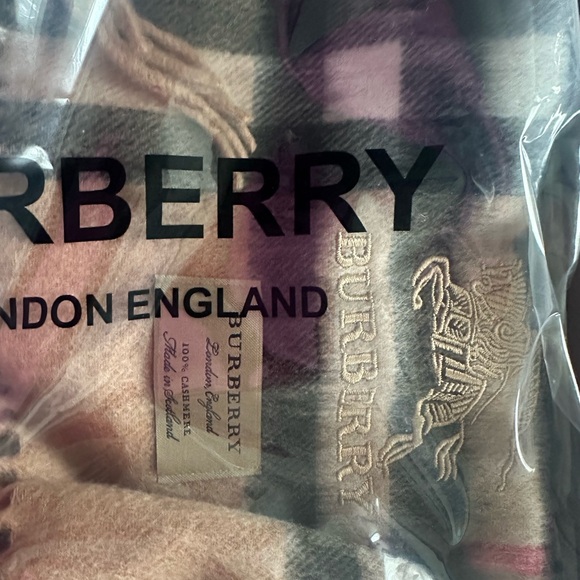 RBERRY
NDON ENGLAND
BURBERRY
London, England
100% CASHMERE
Made in Scotland
BURBERRY